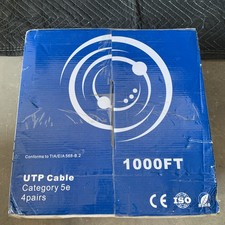 Conforms to TIA/EIA 568-B.2
1000FT
UTP Cable
Category 5e
4pairs
CE ISO